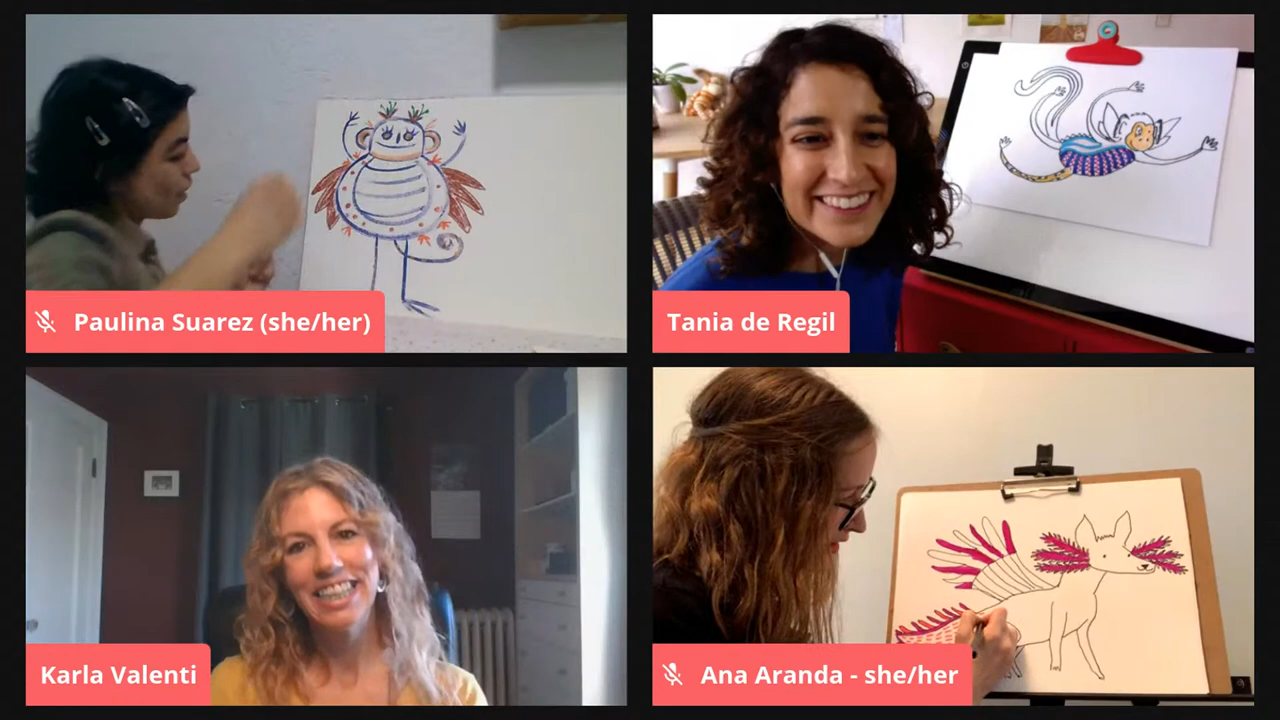 Paulina Suarez (she/her)
Tania de Regil
Karla Valenti
Ana Aranda - she/her